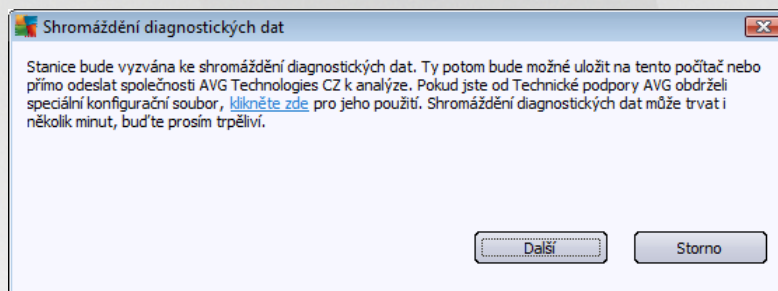 Shromáždění diagnostických dat
Stanice bude vyzvána ke shromáždění diagnostických dat. Ty potom bude možné uložit na tento počítač nebo
přímo odeslat společnosti AVG Technologies CZ k analýze. Pokud jste od Technické podpory AVG obdrželi
speciální konfigurační soubor, klikněte zde pro jeho použití. Shromáždění diagnostických dat může trvat i
několik minut, buďte prosím trpěliví.
Další
Storno